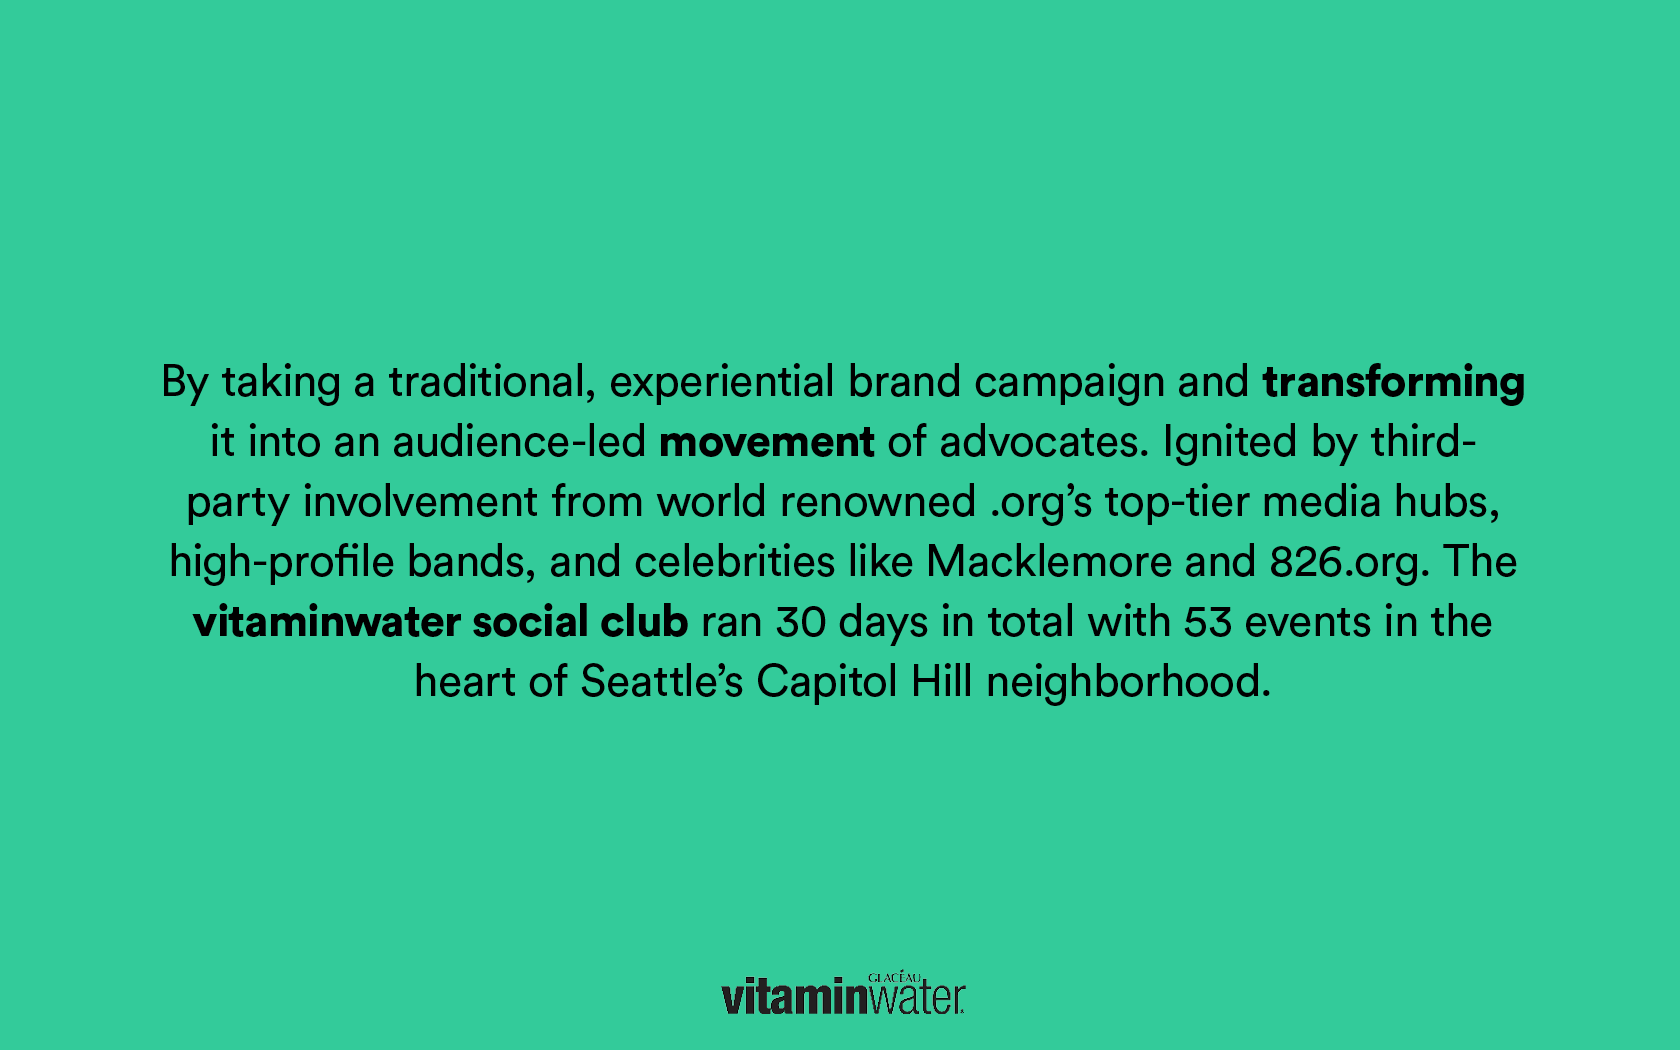 By taking a traditional, experiential brand campaign and transforming
it into an audience-led movement of advocates. Ignited by third-
party involvement from world renowned .org’s top-tier media hubs,
high-profile bands, and celebrities like Macklemore and 826.org. The
vitaminwater social club ran 30 days in total with 53 events in the
heart of Seattle’s Capitol Hill neighborhood.
GLACÉAU
vitaminwater